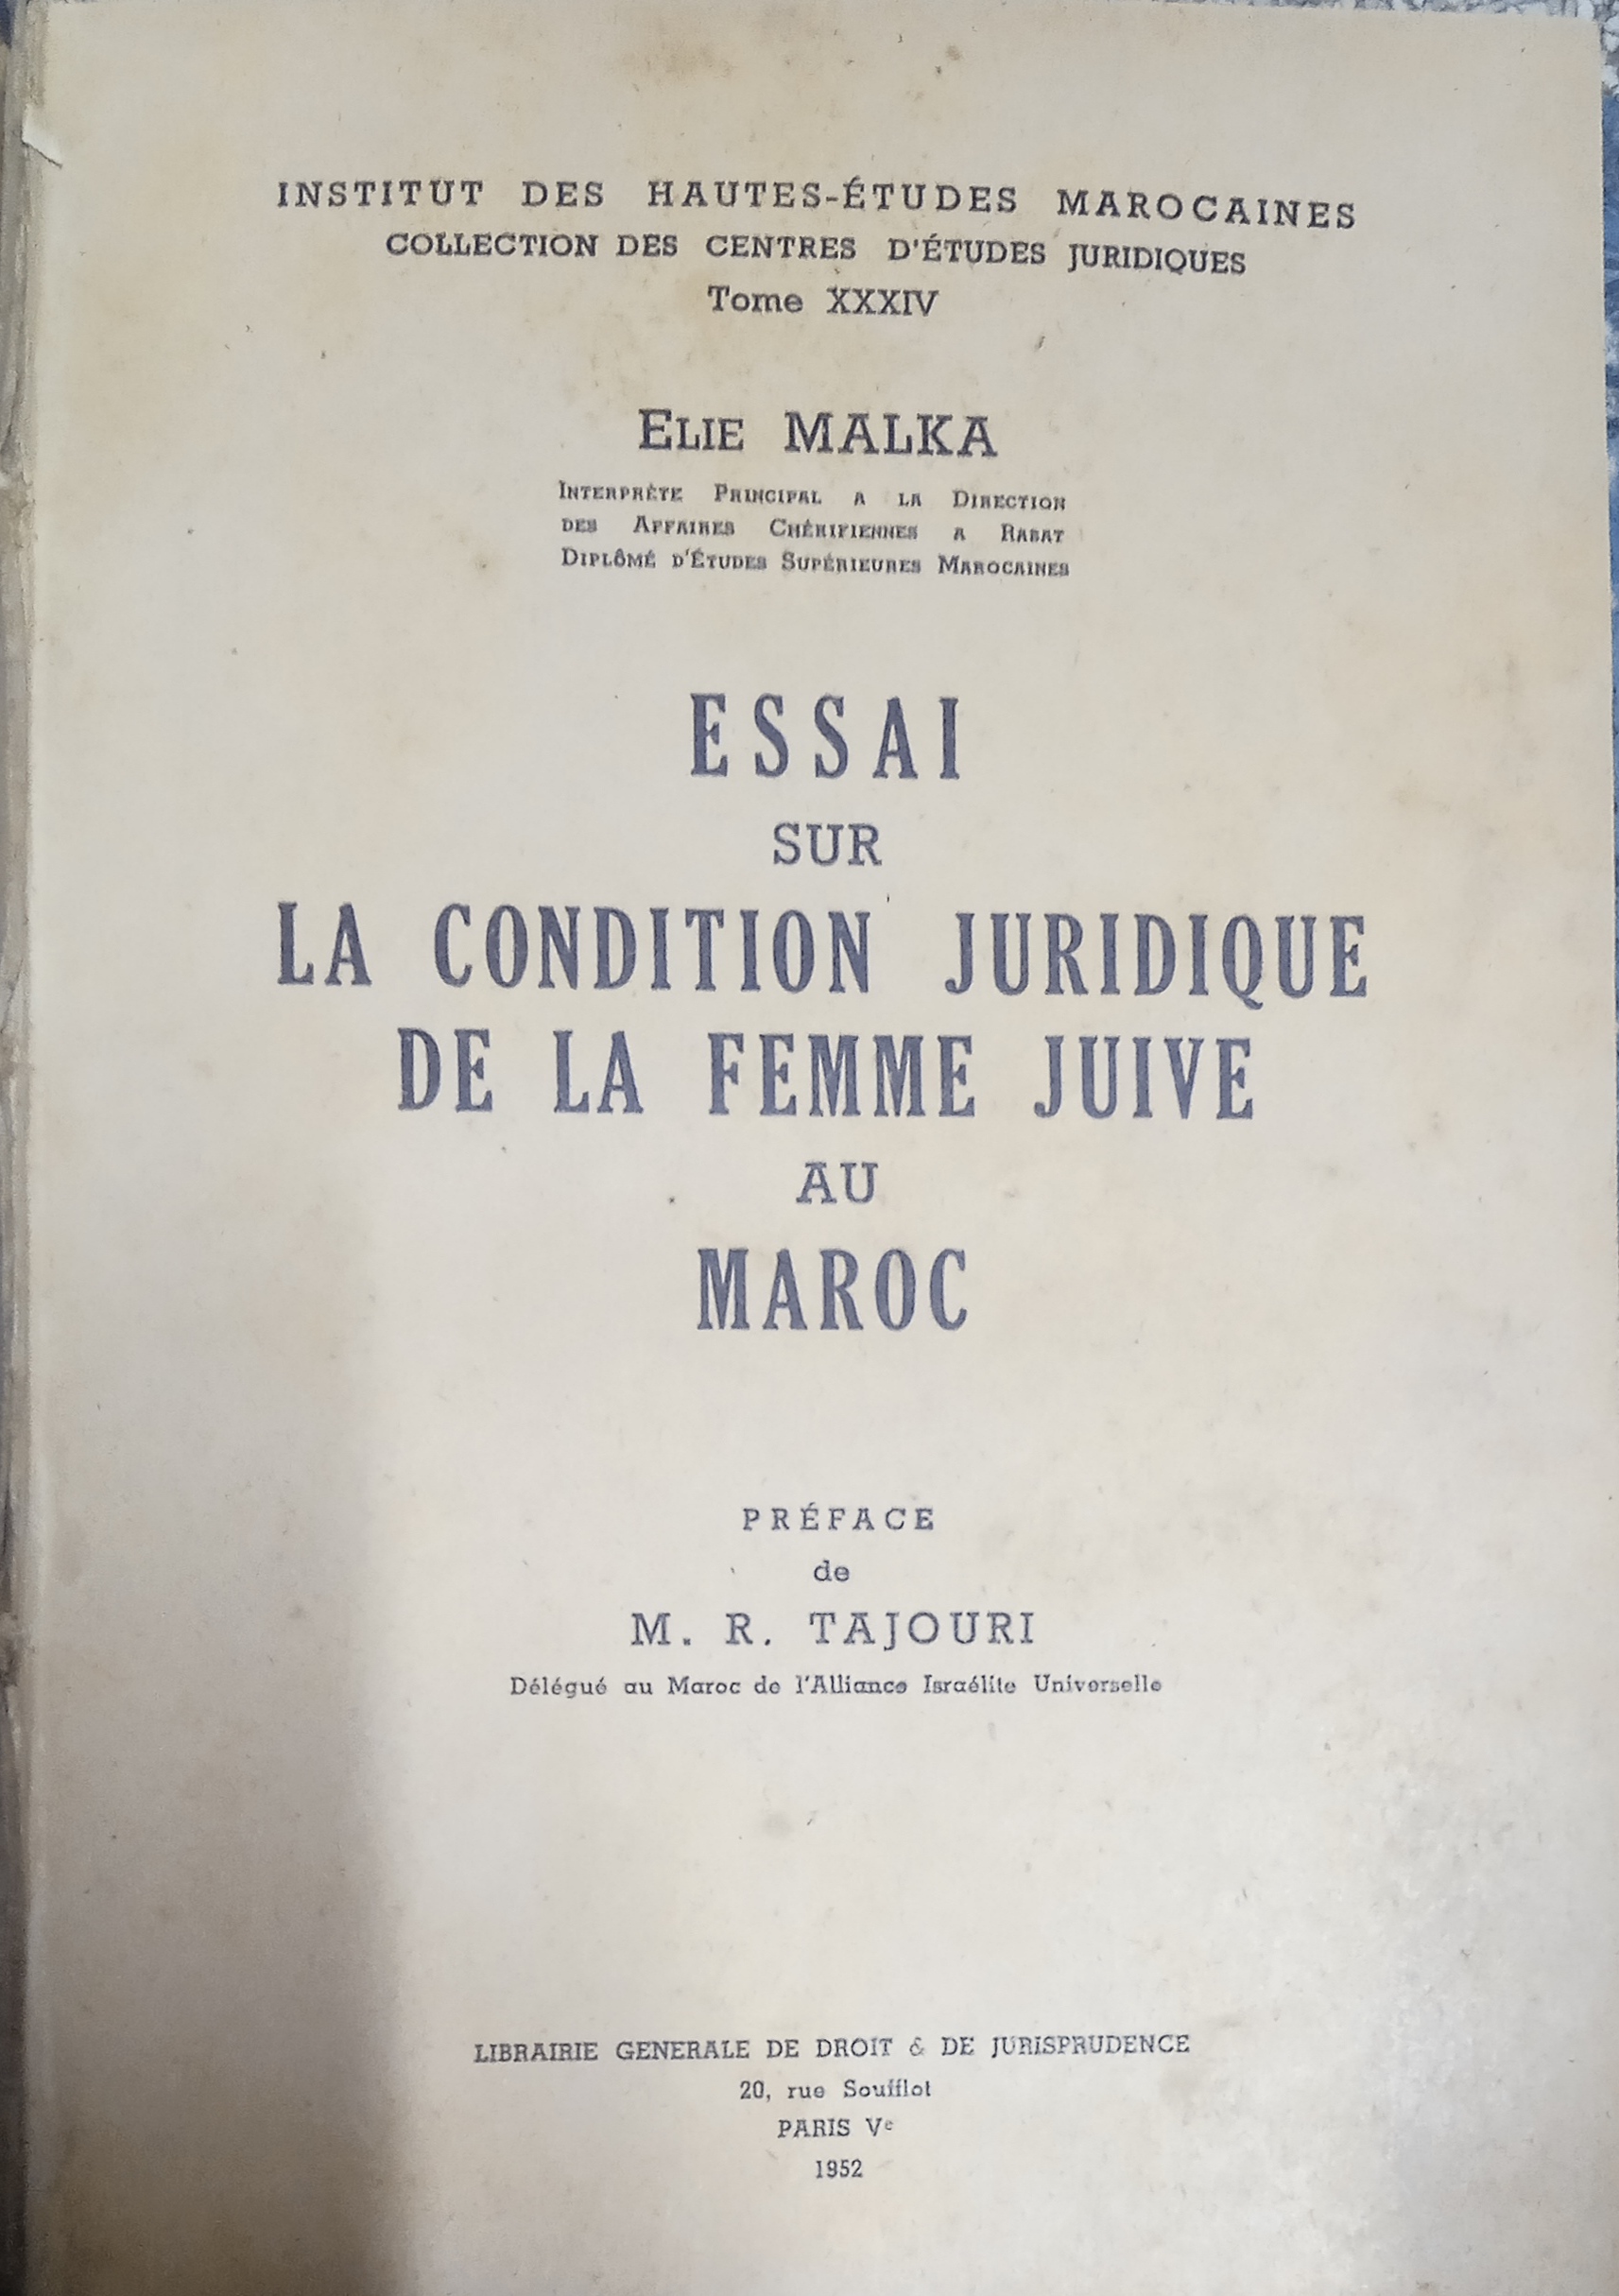 INSTITUT DES HAUTES-ÉTUDES MAROCAINES
COLLECTION DES CENTRES D'ÉTUDES JURIDIQUES
Tome XXXIV
ELIE MALKA
INTERPRÈTE PRINCIPAL A LA DIRECTION
DES AFFAIRES CHÉRIFIENNES A RABAT
DIPLÔMÉ D'ÉTUDES SUPÉRIEURES MAROCAINES
ESSAI
SUR
LA CONDITION JURIDIQUE
DE LA FEMME JUIVE
AU
MAROC
PRÉFACE
de
M. R. TAJOURI
Délégué au Maroc de l'Alliance Israélite Universelle
LIBRAIRIE GENERALE DE DROIT & DE JURISPRUDENCE
20, rue Soufflot
PARIS Vᵉ
1952